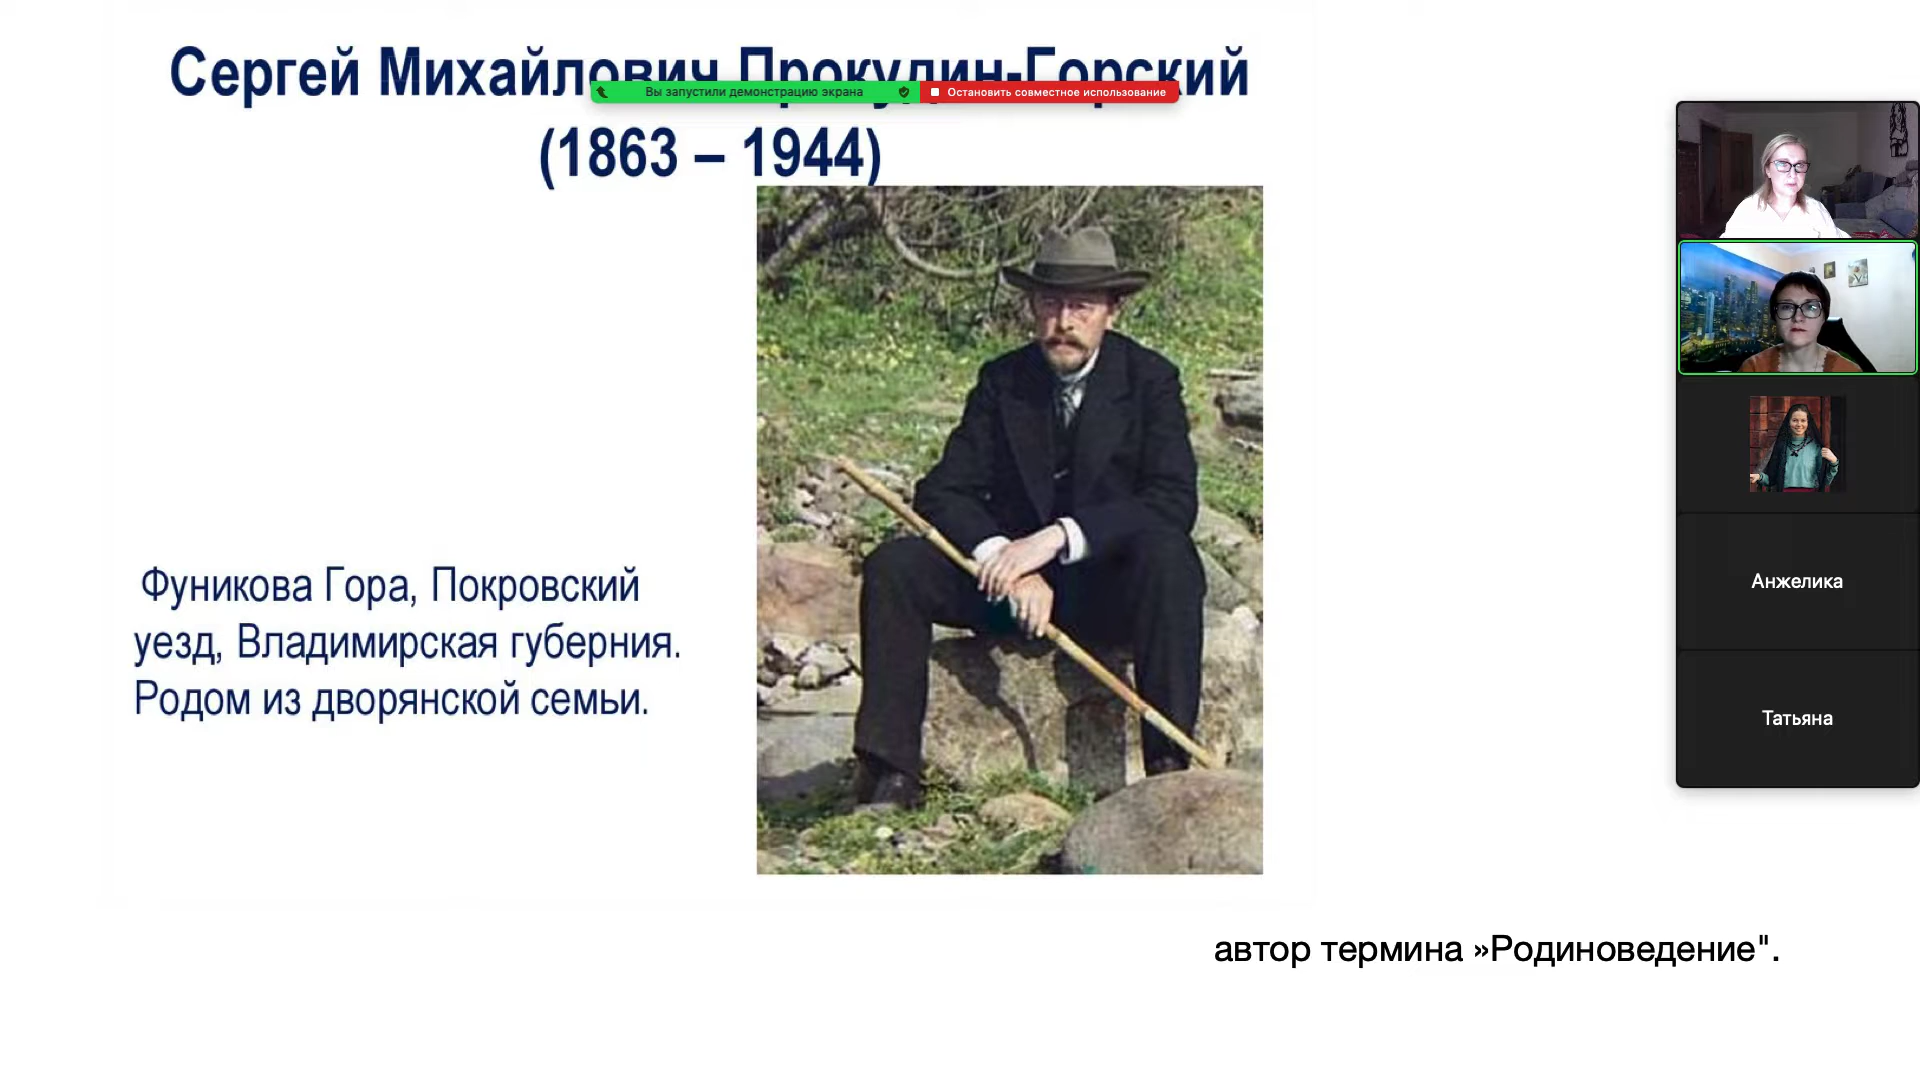 Сергей Михайлович Прокудин-Горский
Вы запустили демонстрацию экрана
Остановить совместное использование
(1863 – 1944)
Фуникова Гора, Покровский
уезд, Владимирская губерния.
Родом из дворянской семьи.
Анжелика
Татьяна
автор термина »Родиноведение".